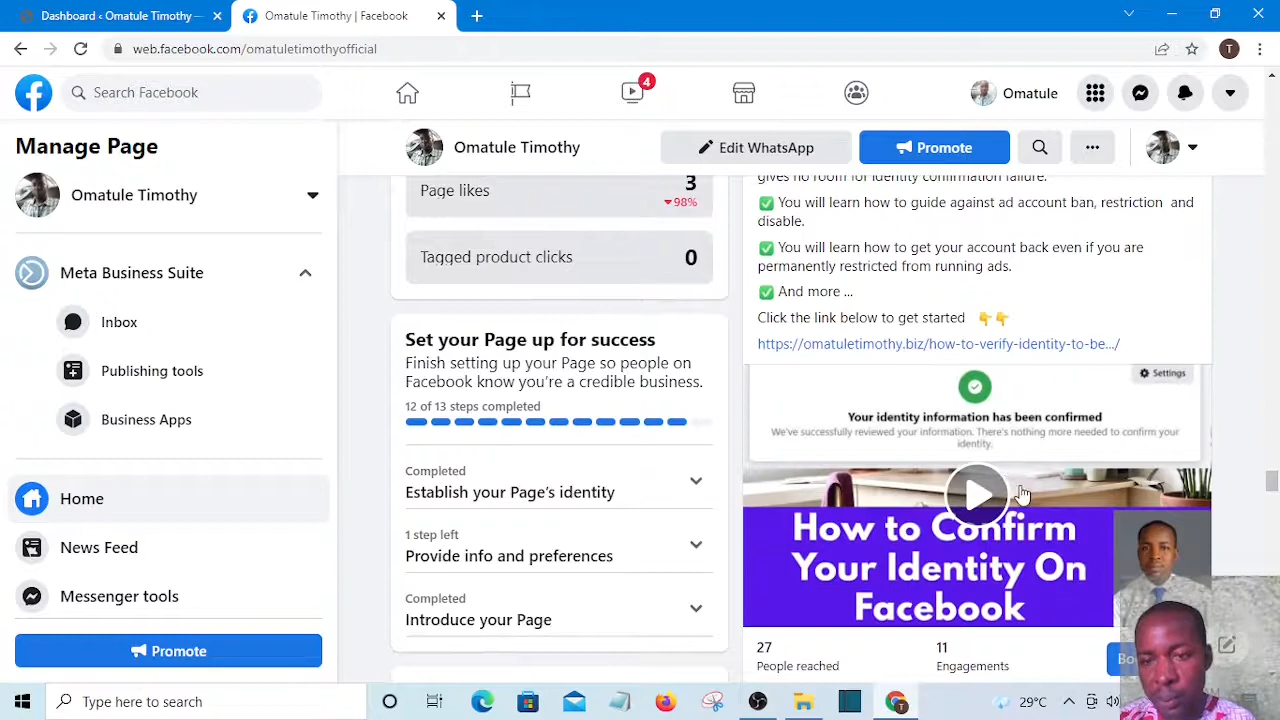 Dashboard ‹ Omatule Timothy —
Omatule Timothy | Facebook
web.facebook.com/omatuletimothyofficial
T
Search Facebook
4
Omatule
Manage Page
Omatule Timothy
Edit WhatsApp
Promote
Omatule Timothy
Meta Business Suite
Inbox
Publishing tools
Business Apps
Home
News Feed
Messenger tools
Promote
Page likes
3
98%
Tagged product clicks
0
Set your Page up for success
Finish setting up your Page so people on
Facebook know you're a credible business.
12 of 13 steps completed
Completed
Establish your Page's identity
1 step left
Provide info and preferences
Completed
Introduce your Page
gives no room for identity confirmation failure.
You will learn how to guide against ad account ban, restriction and
disable.
You will learn how to get your account back even if you are
permanently restricted from running ads.
And more ...
Click the link below to get started
https://omatuletimothy.biz/how-to-verify-identity-to-be.../
Settings
Your identity information has been confirmed
We've successfully reviewed your information. There's nothing more needed to confirm your
identity.
How to Confirm
Your Identity On
Facebook
27
People reached
11
Engagements
Type here to search
T
29°C